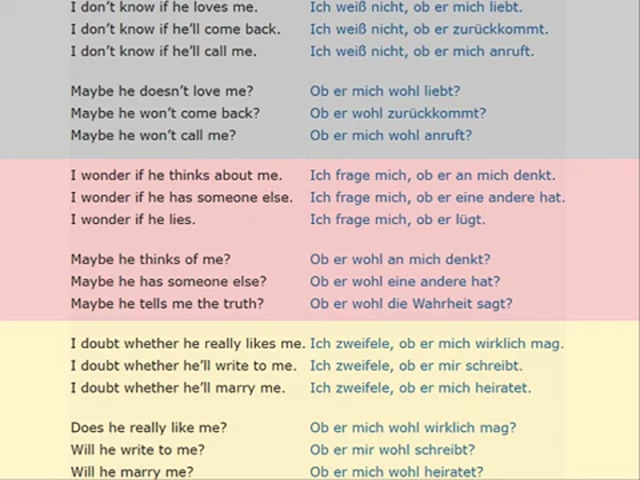 I don't know if he loves me. Ich weiß nicht, ob er mich liebt.
I don't know if he'll come back. Ich weiß nicht, ob er zurückkommt.
I don't know if he'll call me. Ich weiß nicht, ob er mich anruft.
Maybe he doesn't love me? Ob er mich wohl liebt?
Maybe he won't come back? Ob er wohl zurückkommt?
Maybe he won't call me? Ob er mich wohl anruft?
I wonder if he thinks about me. Ich frage mich, ob er an mich denkt.
I wonder if he has someone else. Ich frage mich, ob er eine andere hat.
I wonder if he lies. Ich frage mich, ob er lügt.
Maybe he thinks of me? Ob er wohl an mich denkt?
Maybe he has someone else? Ob er wohl eine andere hat?
Maybe he tells me the truth? Ob er wohl die Wahrheit sagt?
I doubt whether he really likes me. Ich zweifele, ob er mich wirklich mag.
I doubt whether he'll write to me. Ich zweifele, ob er mir schreibt.
I doubt whether he'll marry me. Ich zweifele, ob er mich heiratet.
Does he really like me? Ob er mich wohl wirklich mag?
Will he write to me? Ob er mir wohl schreibt?
Will he marry me? Ob er mich wohl heiratet?